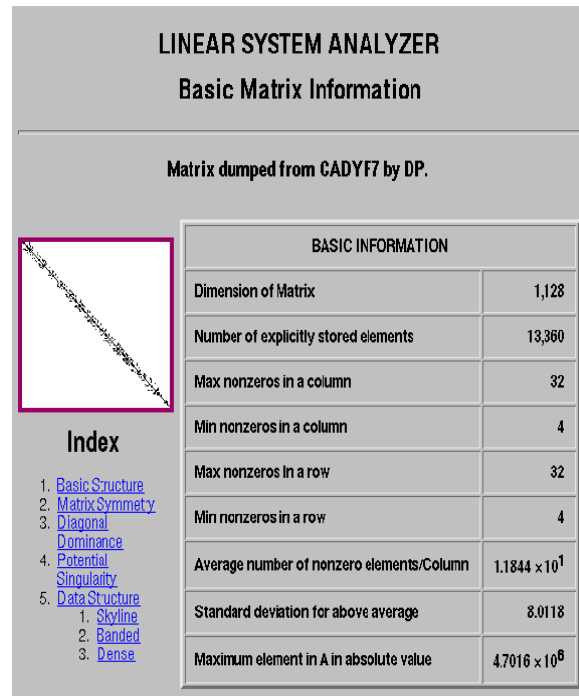 LINEAR SYSTEM ANALYZER
Basic Matrix Information
Matrix dumped from CADYF7 by DP.
BASIC INFORMATION
Dimension of Matrix 1,128
Number of explicitly stored elements 13,360
Max nonzeros in a column 32
Min nonzeros in a column 4
Max nonzeros in a row 32
Min nonzeros in a row 4
Average number of nonzero elements/Column 1.1844 ×10¹
Standard deviation for above average 8.0118
Maximum element in A in absolute value 4.7016 ×10⁶
Index
1. Basic Structure
2. Matrix Symmetry
3. Diagonal
Dominance
4. Potential
Singularity
5. Data Structure
1. Skyline
2. Banded
3. Dense